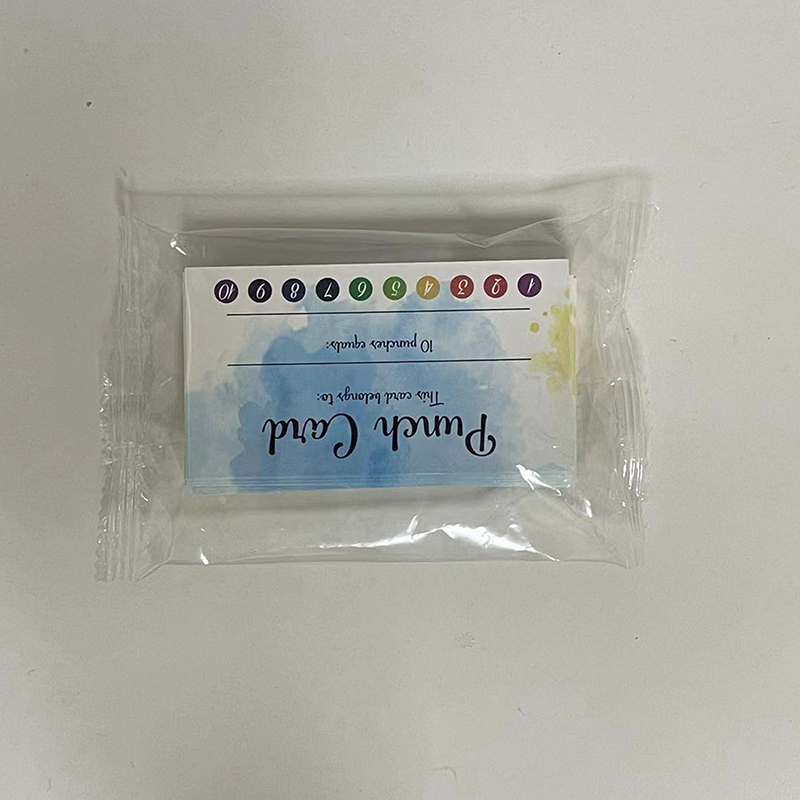 Punch Card
This card belongs to:
10 punches equals:
1 2 3 4 5 6 7 8 9 10